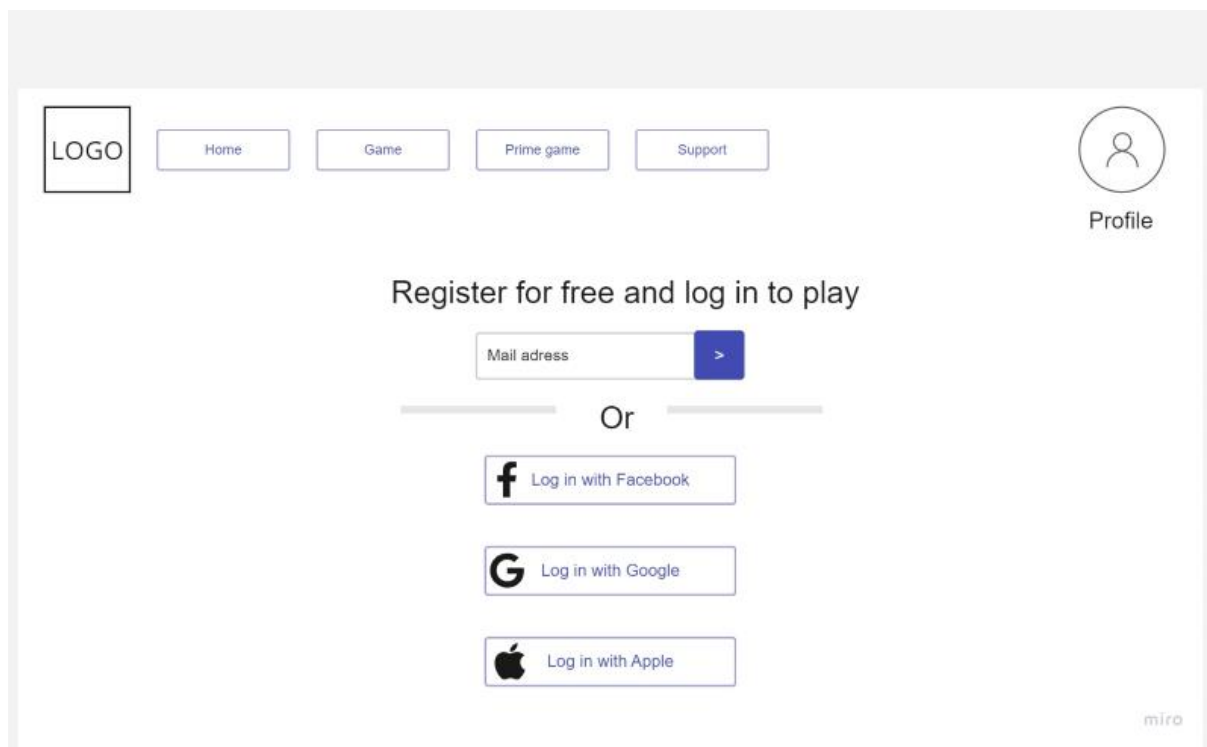 LOGO
Home
Game
Prime game
Support
Profile
Register for free and log in to play
Mail adress
>
Or
Log in with Facebook
Log in with Google
Log in with Apple
miro